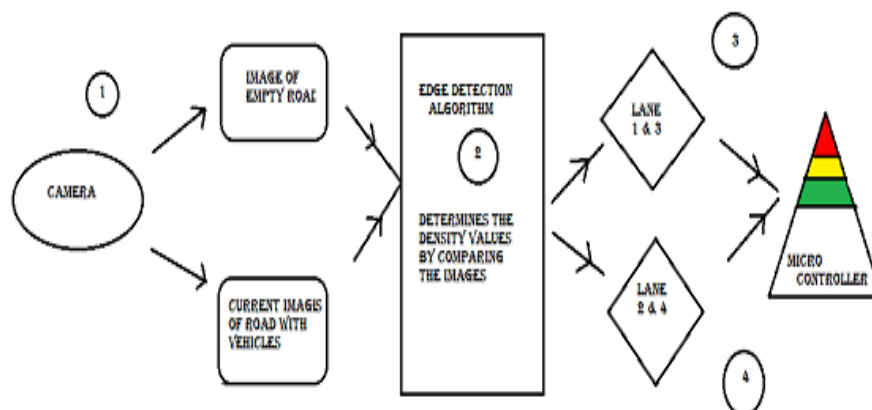 1
CAMERA
IMAGE OF
EMPTY ROAD
CURRENT IMAGES
OF ROAD WITH
VEHICLES
EDGE DETECTION
ALGORITHM
2
DETERMINES THE
DENSITY VALUES
BY COMPARING
THE IMAGES
LANE
1 & 3
3
LANE
2 & 4
4
MICRO
CONTROLLER